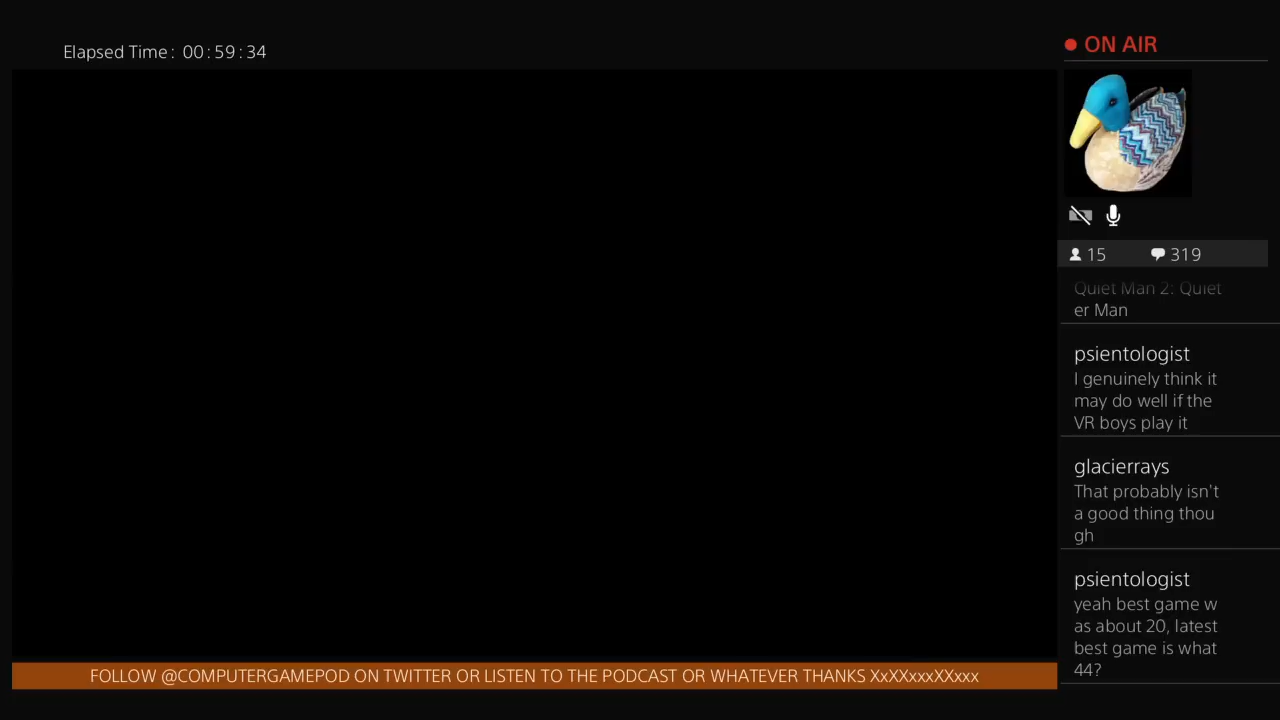 Elapsed Time: 00:59:34
ON AIR
15 319
Quiet Man 2: Quiet
er Man
psientologist
I genuinely think it
may do well if the
VR boys play it
glacierrays
That probably isn't
a good thing thou
gh
psientologist
yeah best game w
as about 20, latest
best game is what
44?
FOLLOW @COMPUTERGAMEPOD ON TWITTER OR LISTEN TO THE PODCAST OR WHATEVER THANKS XxXXxxxXXxxx